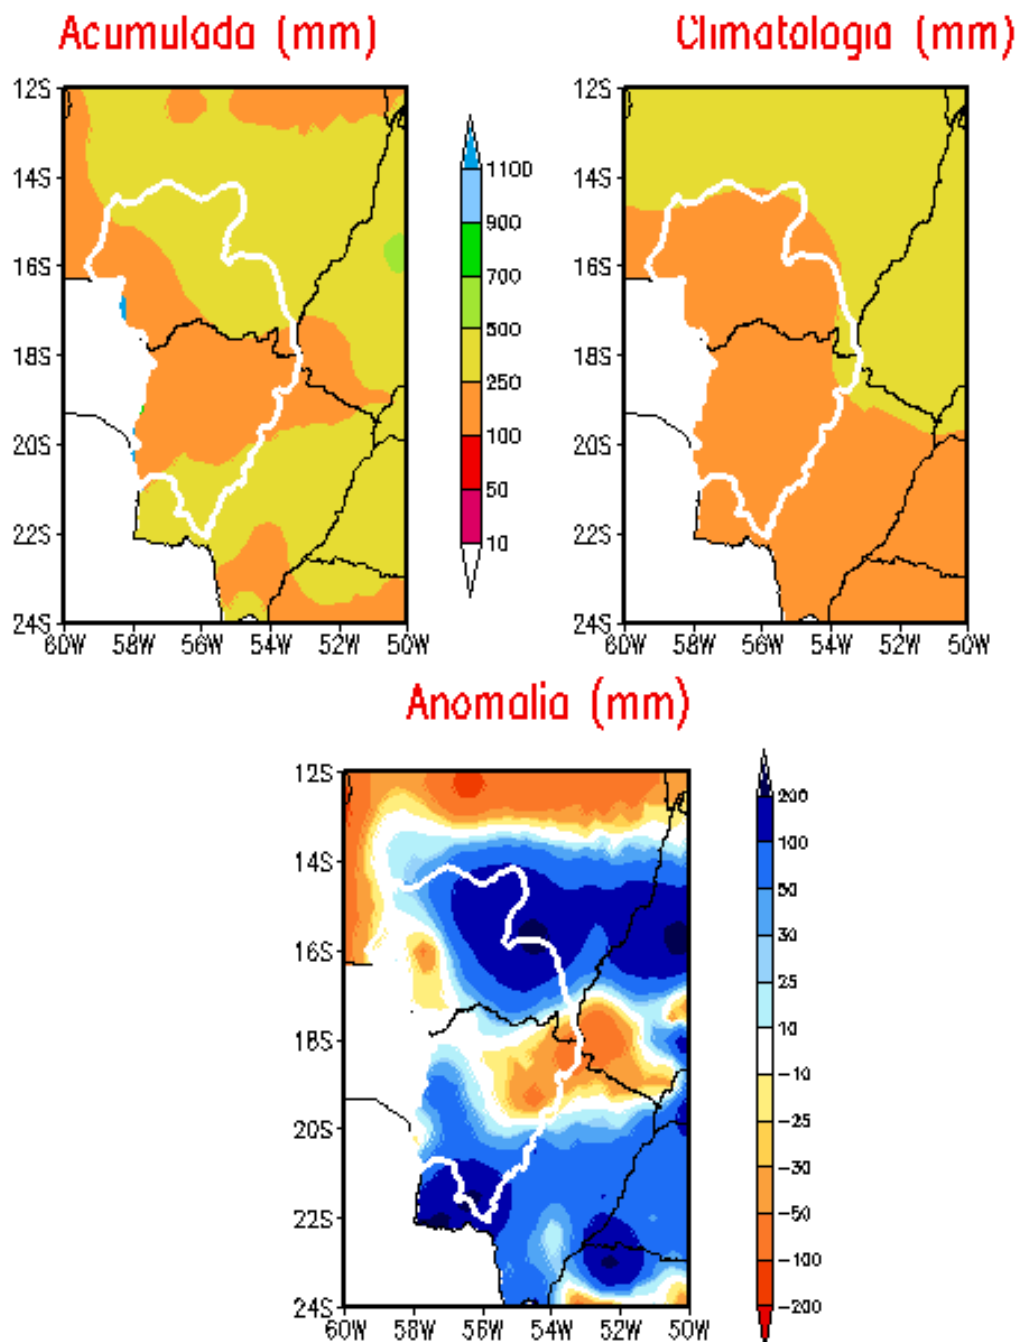 Acumulada (mm)
Climatologia (mm)
12S
14S
16S
18S
20S
22S
24S
60W 58W 56W 54W 52W 50W
1100
900
700
500
250
100
50
10
12S
14S
16S
18S
20S
22S
24S
60W 58W 56W 54W 52W 50W
Anomalia (mm)
12S
14S
16S
18S
20S
22S
24S
60W 58W 56W 54W 52W 50W
200
100
50
30
25
10
-10
-25
-30
-50
-100
-200